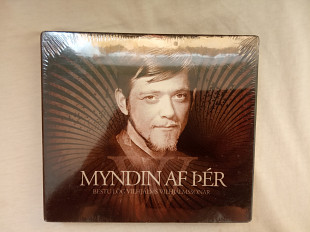 MYNDIN AF ÞÉR
BESTU LÖG VILHJÁLMS VILHJÁLMSSONAR